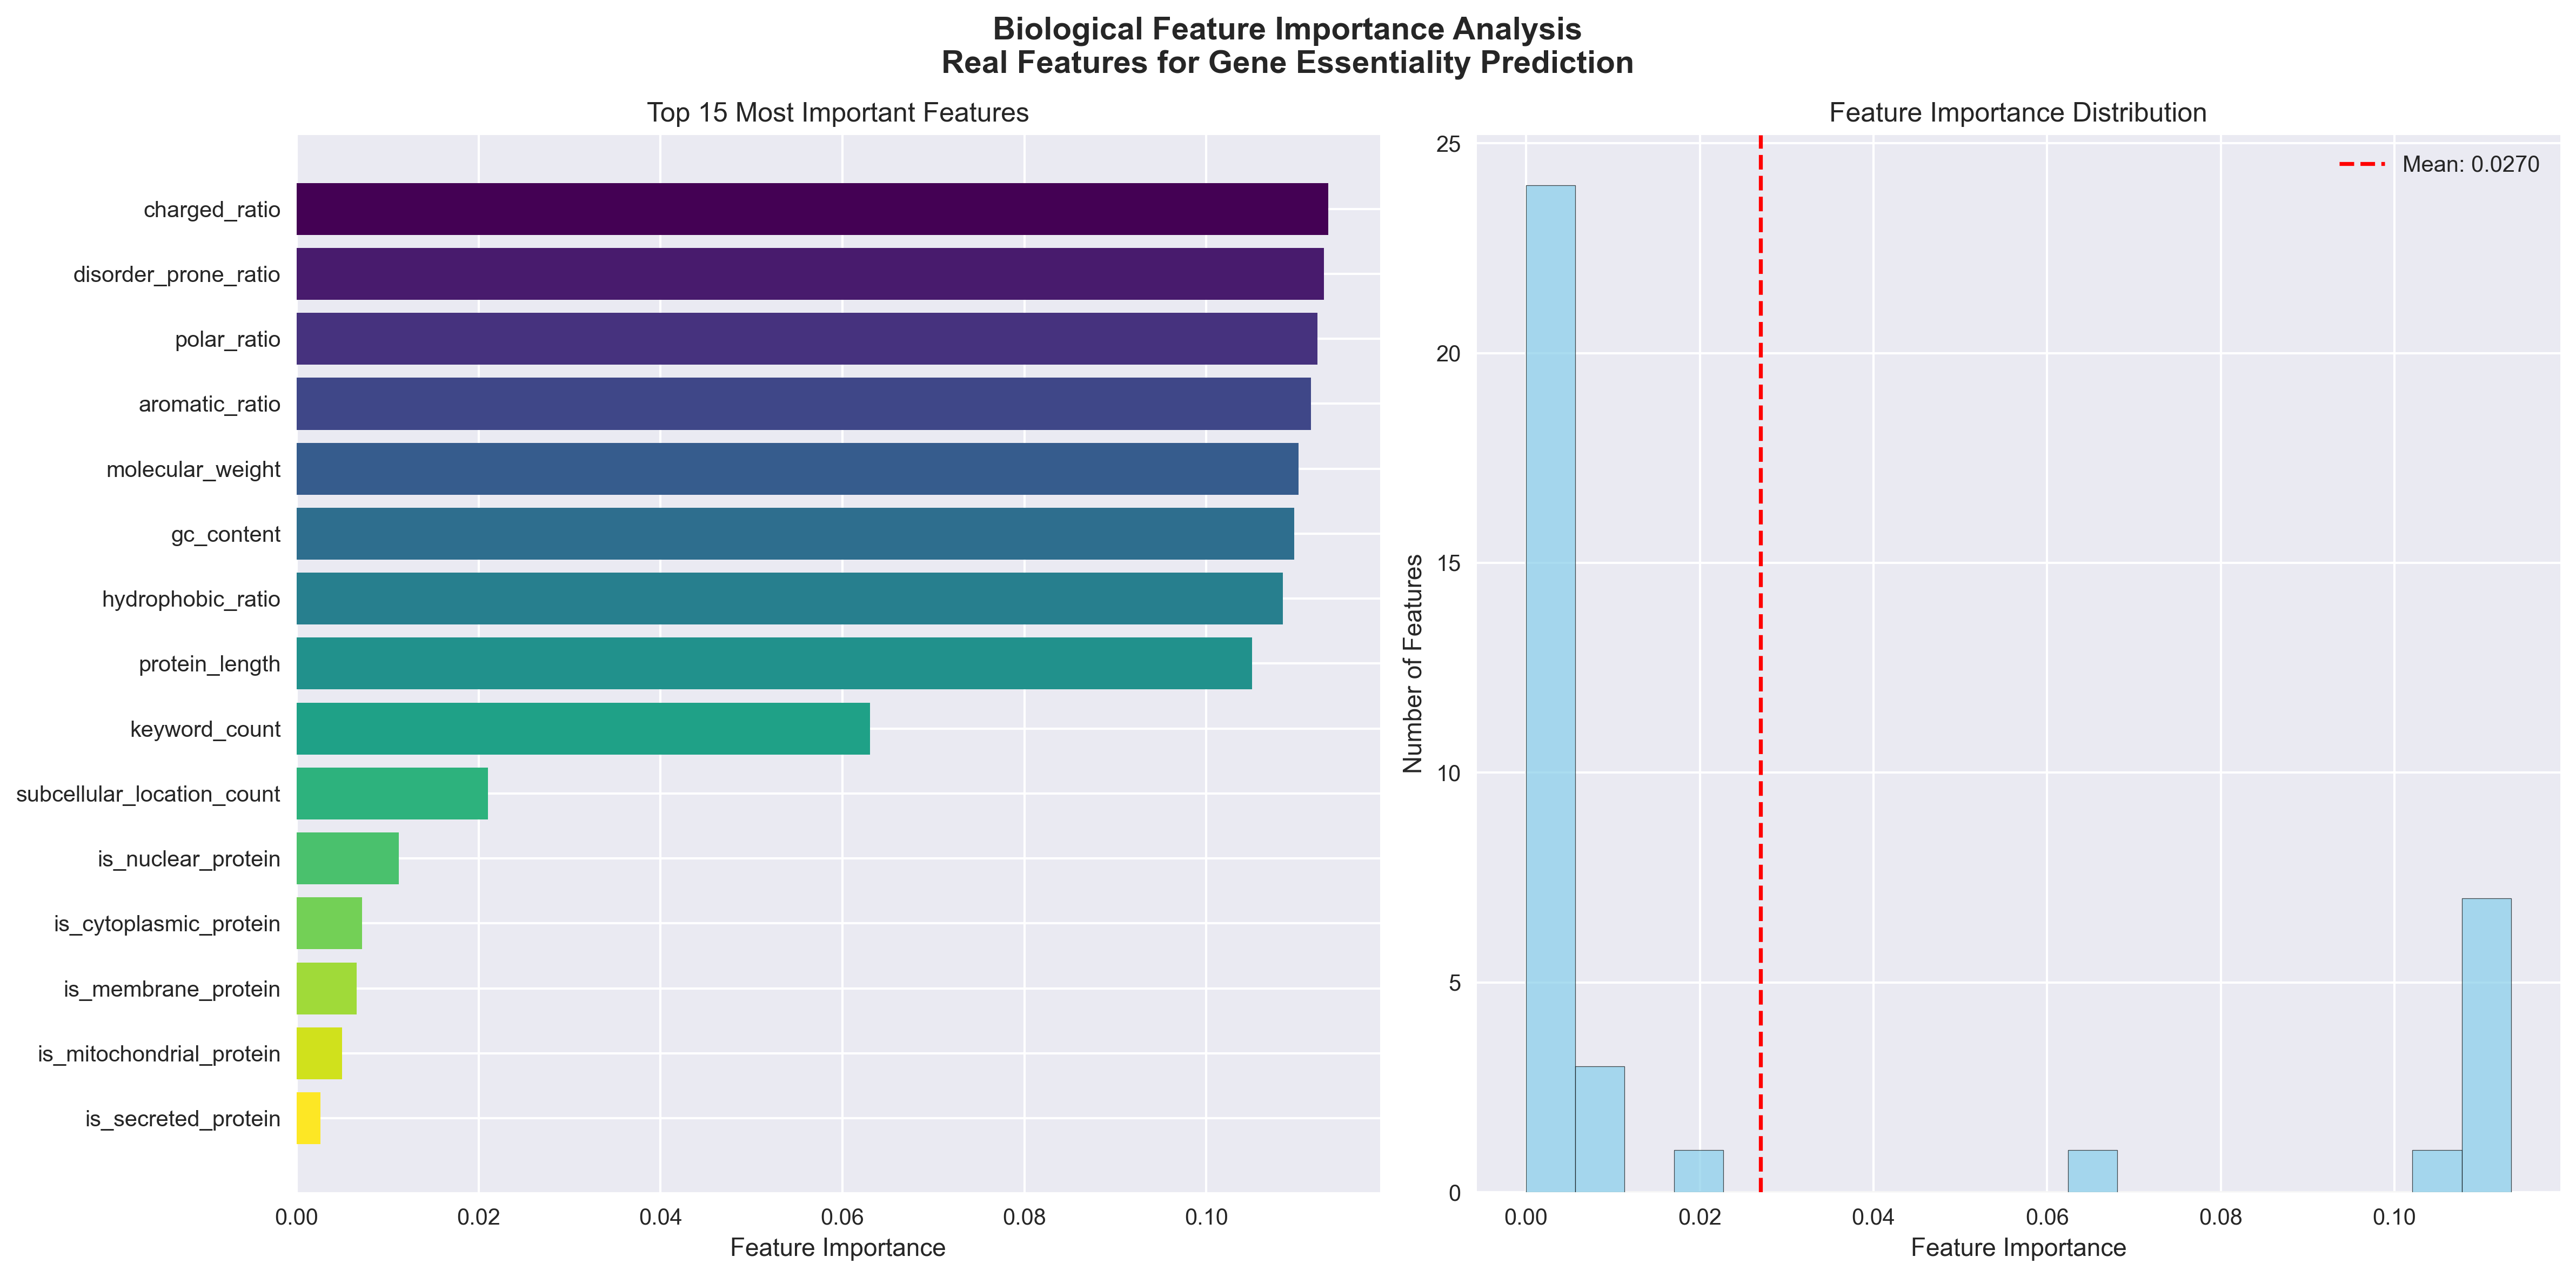 Biological Feature Importance Analysis
Real Features for Gene Essentiality Prediction
Top 15 Most Important Features
charged_ratio
disorder_prone_ratio
polar_ratio
aromatic_ratio
molecular_weight
gc_content
hydrophobic_ratio
protein_length
keyword_count
subcellular_location_count
is_nuclear_protein
is_cytoplasmic_protein
is_membrane_protein
is_mitochondrial_protein
is_secreted_protein
0.00 0.02 0.04 0.06 0.08 0.10
Feature Importance
Feature Importance Distribution
Mean: 0.0270
Number of Features
25
20
15
10
5
0
0.00 0.02 0.04 0.06 0.08 0.10
Feature Importance